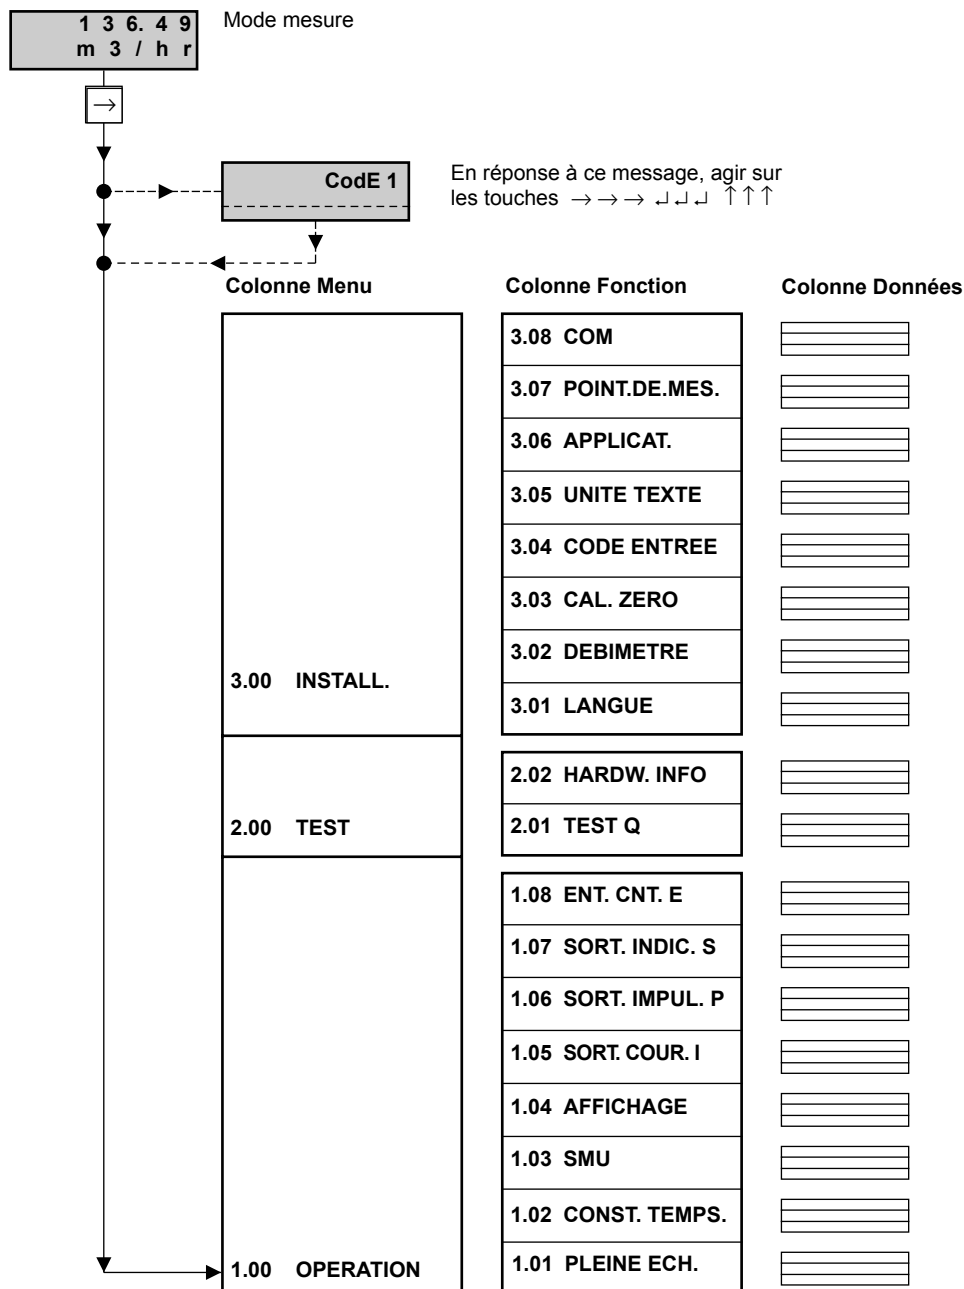 1 3 6. 4 9
m 3 / h r
Mode mesure
→
CodE 1
En réponse à ce message, agir sur
les touches → → → ↵ ↵ ↵ ↑ ↑ ↑
Colonne Menu
Colonne Fonction
Colonne Données
3.08 COM
3.07 POINT.DE.MES.
3.06 APPLICAT.
3.05 UNITE TEXTE
3.04 CODE ENTREE
3.03 CAL. ZERO
3.02 DEBIMETRE
3.00 INSTALL.
3.01 LANGUE
2.02 HARDW. INFO
2.00 TEST
2.01 TEST Q
1.08 ENT. CNT. E
1.07 SORT. INDIC. S
1.06 SORT. IMPUL. P
1.05 SORT. COUR. I
1.04 AFFICHAGE
1.03 SMU
1.02 CONST. TEMPS.
1.00 OPERATION
1.01 PLEINE ECH.